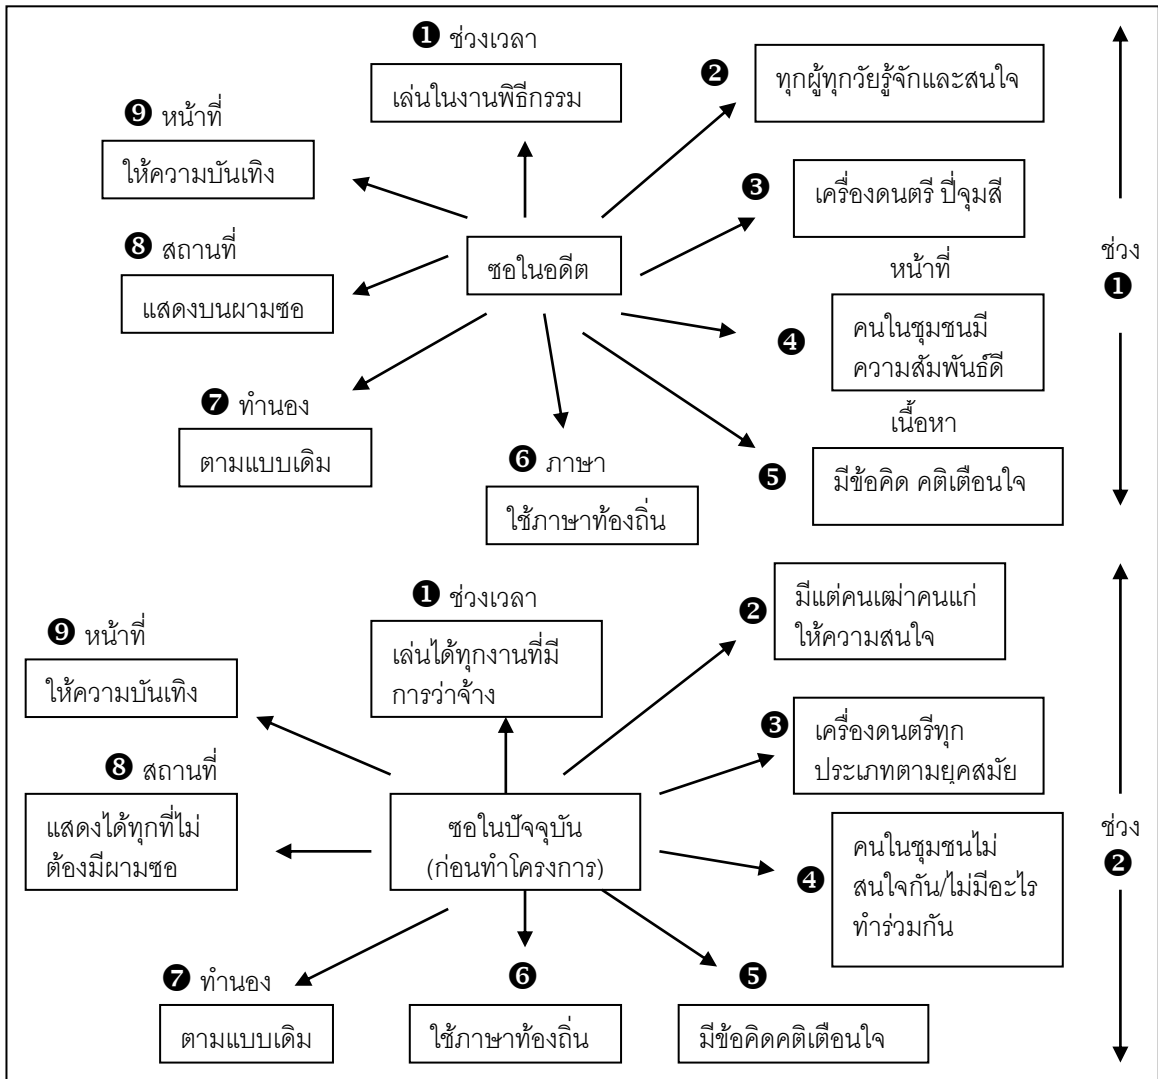 ❶ ช่วงเวลา
เล่นในงานพิธีกรรม
❷
ทุกผู้ทุกวัยรู้จักและสนใจ
❾ หน้าที่
ให้ความบันเทิง
❸
เครื่องดนตรี ปี่จุมสี
❽ สถานที่
แสดงบนผามซอ
ซอในอดีต
หน้าที่
❹
คนในชุมชนมี
ความสัมพันธ์ดี
ช่วง
❶
❼ ทำนอง
ตามแบบเดิม
❻ ภาษา
ใช้ภาษาท้องถิ่น
เนื้อหา
❺
มีข้อคิด คติเตือนใจ
❶ ช่วงเวลา
เล่นได้ทุกงานที่มี
การว่าจ้าง
❷
มีแต่คนเฒ่าคนแก่
ให้ความสนใจ
❾ หน้าที่
ให้ความบันเทิง
❸
เครื่องดนตรีทุก
ประเภทตามยุคสมัย
❽ สถานที่
แสดงได้ทุกที่ไม่
ต้องมีผามซอ
ซอในปัจจุบัน
(ก่อนทำโครงการ)
❹
คนในชุมชนไม่
สนใจกัน/ไม่มีอะไร
ทำร่วมกัน
ช่วง
❷
❼ ทำนอง
ตามแบบเดิม
❻
ใช้ภาษาท้องถิ่น
❺
มีข้อคิดคติเตือนใจ